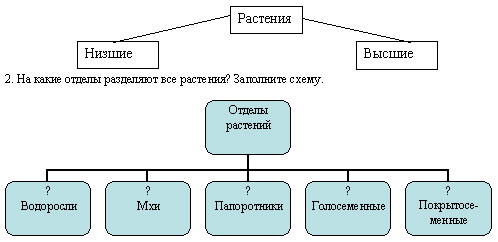 Растения
Низшие Высшие
2. На какие отделы разделяют все растения? Заполните схему.
Отделы
растений
? ? ? ? ?
Водоросли Мхи Папоротники Голосеменные Покрытосе-
менные